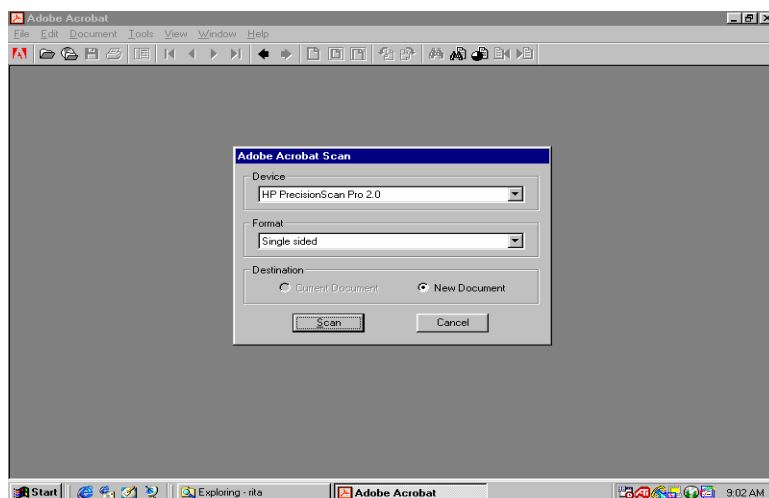 Adobe Acrobat
File Edit Document Tools View Window Help
Adobe Acrobat Scan
Device
HP PrecisionScan Pro 2.0
Format
Single sided
Destination
Current Document New Document
Scan Cancel
Start Exploring - rita Adobe Acrobat 9:02 AM